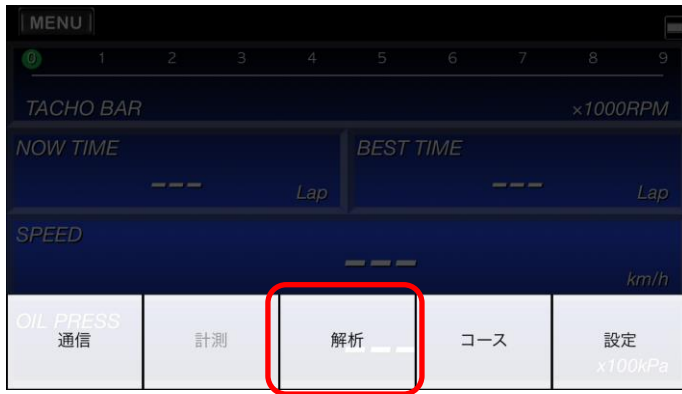 MENU
0 1 2 3 4 5 6 7 8 9
TACHO BAR ×1000RPM
NOW TIME BEST TIME
--- Lap --- Lap
SPEED
---
km/h
OIL PRESS
通信 計測 解析 コース 設定
---
x100kPa